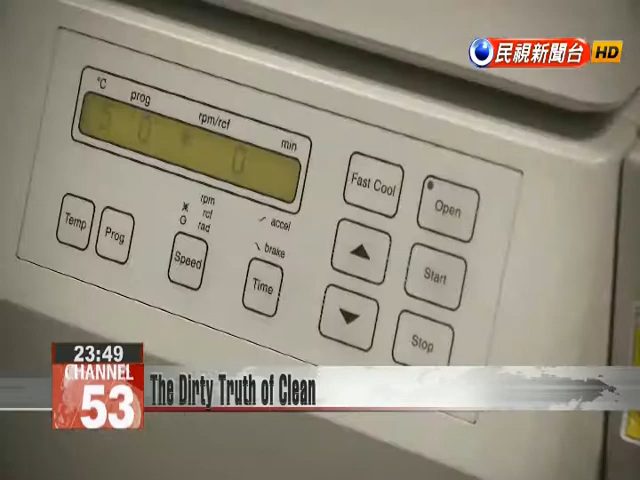 民視新聞台 HD
°C
prog
rpm/rcf
min
rpm
rcf
rad
accel
brake
Temp
Prog
Speed
Time
Fast Cool
Open
Start
Stop
23:49
CHANNEL
53
The Dirty Truth of Clean